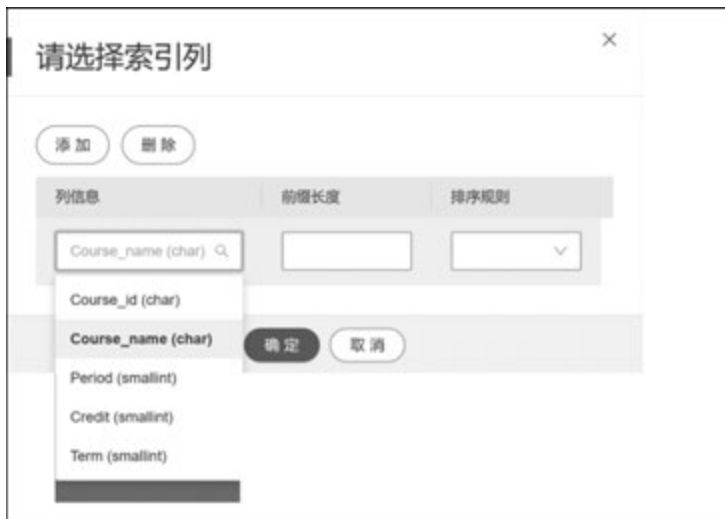 请选择索引列
添加 删除
列信息 前缀长度 排序规则
Course_name (char)
Course_id (char)
Course_name (char)
确定 取消
Period (smallint)
Credit (smallint)
Term (smallint)